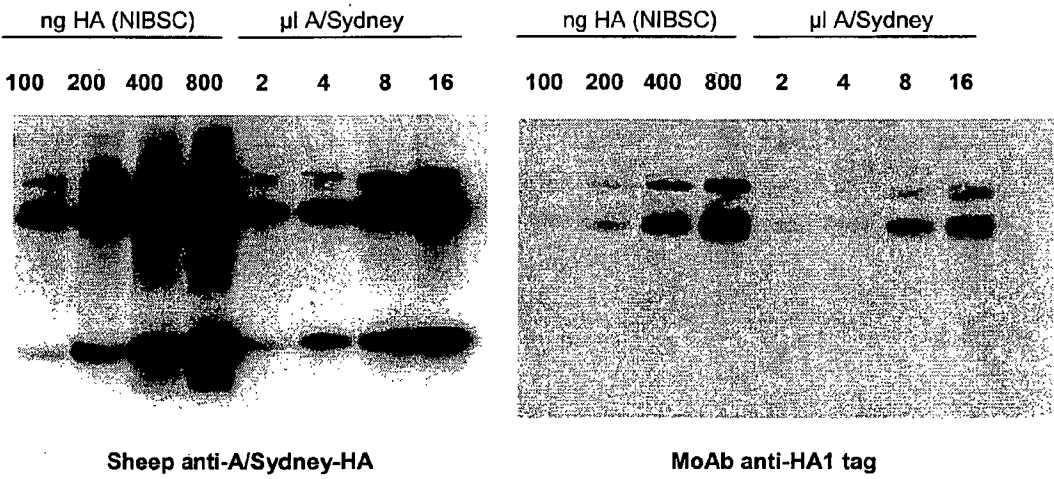 ng HA (NIBSC) µl A/Sydney ng HA (NIBSC) µl A/Sydney
100 200 400 800 2 4 8 16 100 200 400 800 2 4 8 16
Sheep anti-A/Sydney-HA MoAb anti-HA1 tag